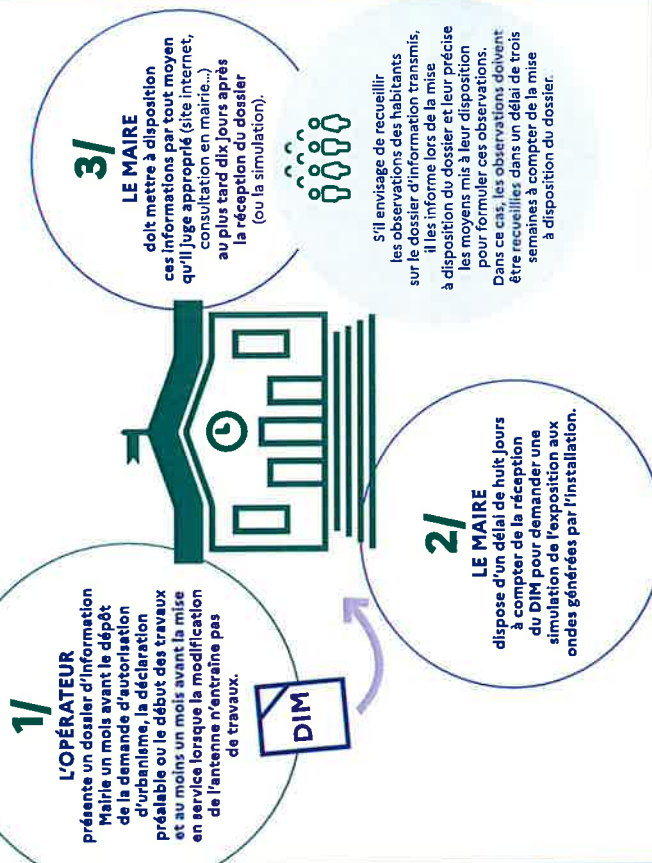 1/
L'OPÉRATEUR
présente un dossier d'Information
Mairie un mois avant le dépôt
de la demande d'autorisation
d'urbanisme, la déclaration
préalable ou le début des travaux
et au moins un mois avant la mise
en service lorsque la modification
de l'antenne n'entraîne pas
de travaux.
DIM
2/
LE MAIRE
dispose d'un délai de huit jours
à compter de la réception
du DIM pour demander une
simulation de l'exposition aux
ondes générées par l'installation.
3/
LE MAIRE
doit mettre à disposition
ces informations par tout moyen
qu'il juge approprié (site internet,
consultation en mairie...)
au plus tard dix jours après
la réception du dossier
(ou la simulation).
S'il envisage de recueillir
les observations des habitants
sur le dossier d'information transmis,
il les informe lors de la mise
à disposition du dossier et leur précise
les moyens mis à leur disposition
pour formuler ces observations.
Dans ce cas, les observations doivent
être recueillies dans un délai de trois
semaines à compter de la mise
à disposition du dossier.